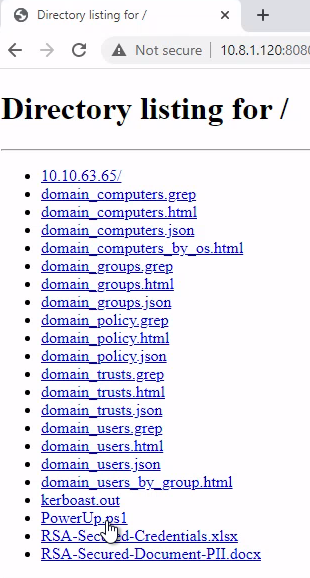 Directory listing for /
Not secure | 10.8.1.120:808
Directory listing for /
10.10.63.65/
domain_computers.grep
domain_computers.html
domain_computers.json
domain_computers_by_os.html
domain_groups.grep
domain_groups.html
domain_groups.json
domain_policy.grep
domain_policy.html
domain_policy.json
domain_trusts.grep
domain_trusts.html
domain_trusts.json
domain_users.grep
domain_users.html
domain_users.json
domain_users_by_group.html
kerboast.out
PowerUp.ps1
RSA-Secured-Credentials.xlsx
RSA-Secured-Document-PII.docx